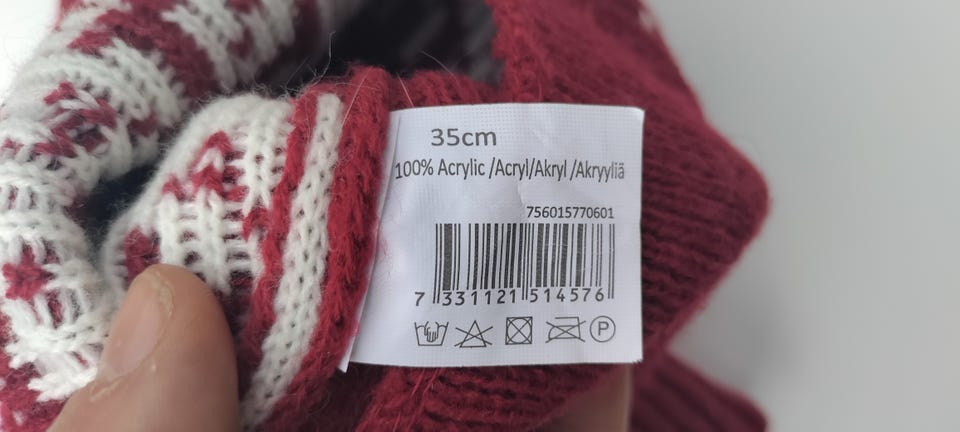 35cm
100% Acrylic /Acryl/Akryl /Akryyliä
756015770601
7 331121 514576
P